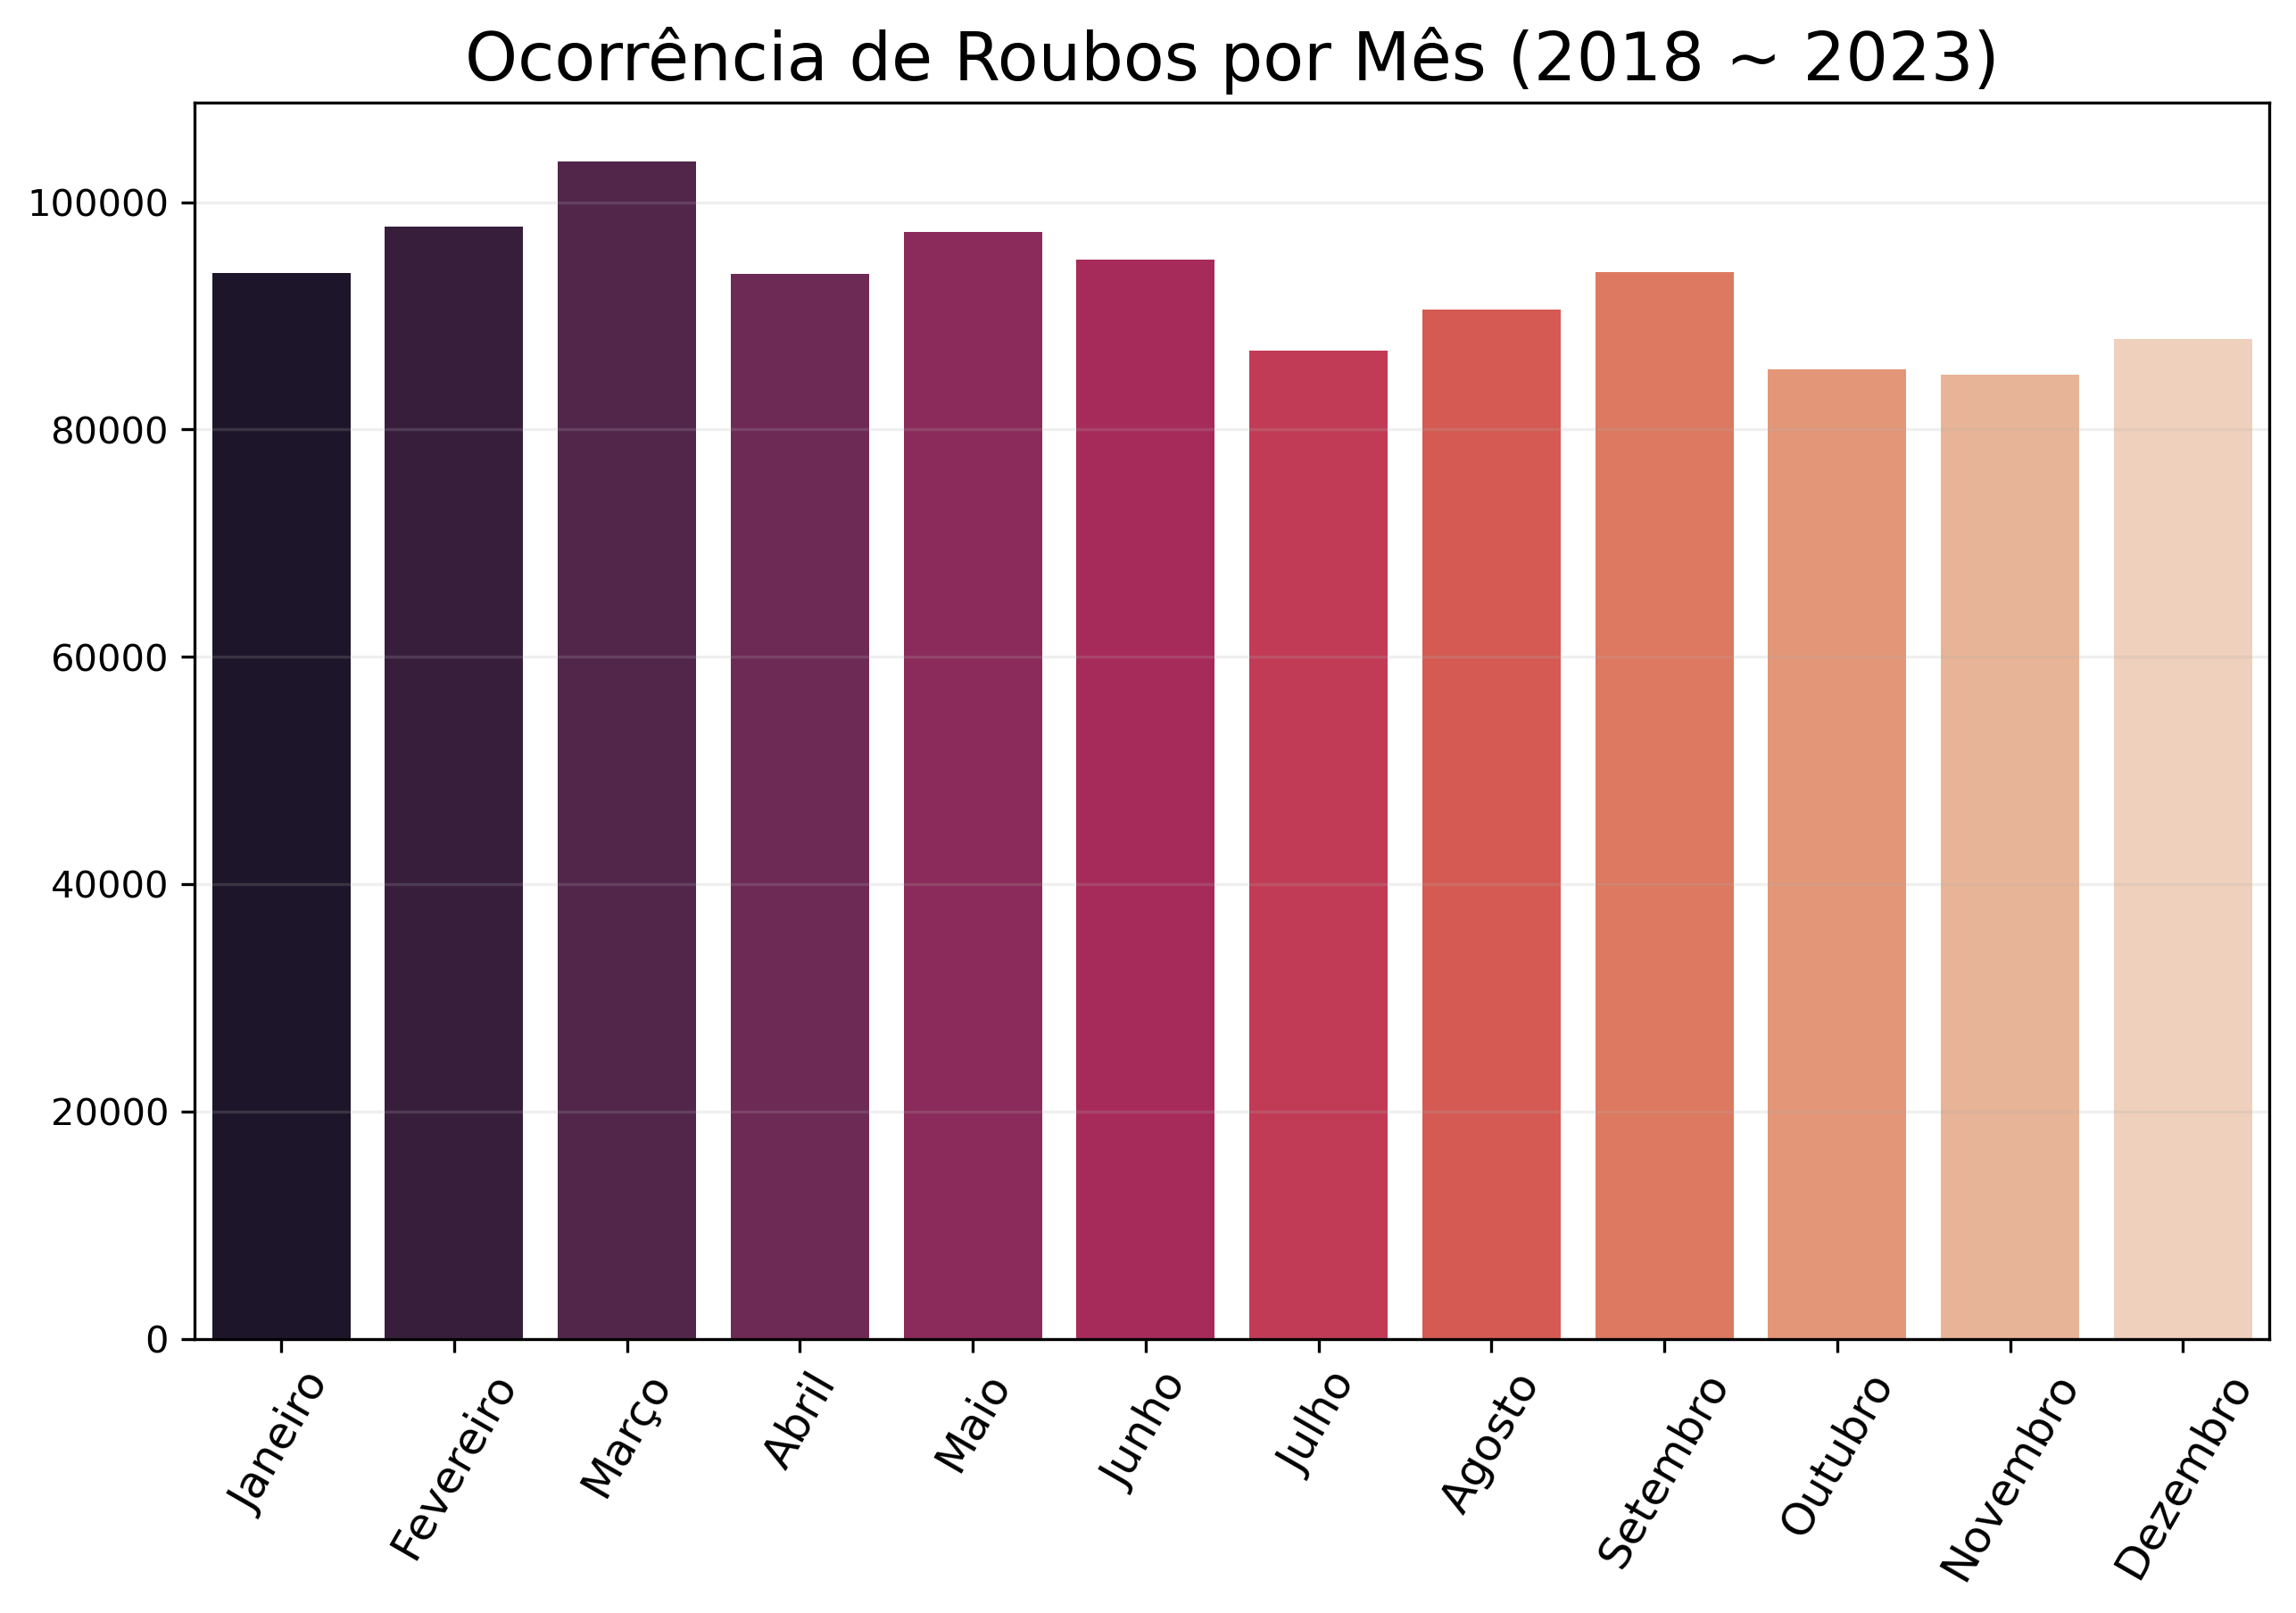 Ocorrência de Roubos por Mês (2018 ~ 2023)
100000
80000
60000
40000
20000
0
Janeiro
Fevereiro
Março
Abril
Maio
Junho
Julho
Agosto
Setembro
Outubro
Novembro
Dezembro